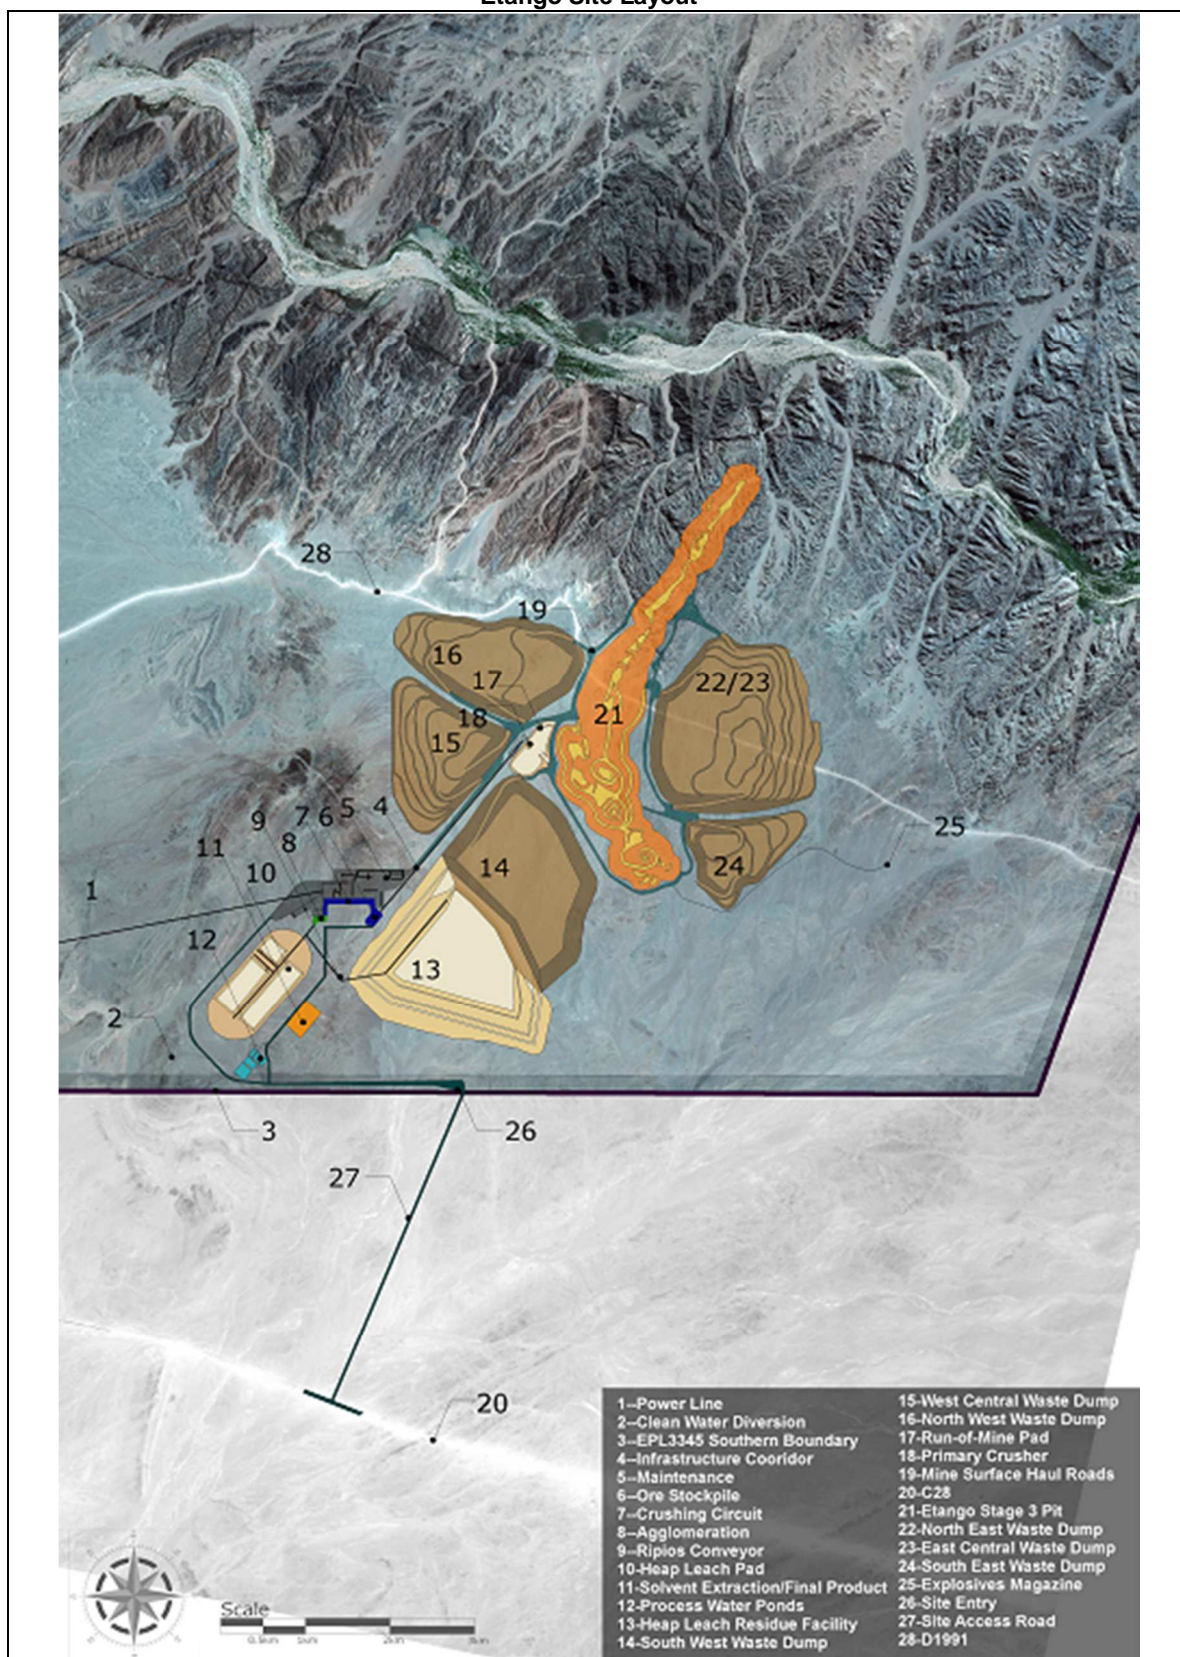 Etango Site Layout
28
19
16
17
22/23
18
21
15
9
7
6
5
4
25
11
8
24
10
14
1
12
13
2
3
26
27
20
1--Power Line
2--Clean Water Diversion
3--EPL3345 Southern Boundary
4--Infrastructure Cooridor
5--Maintenance
6--Ore Stockpile
7--Crushing Circuit
8--Agglomeration
9--Ripios Conveyor
10-Heap Leach Pad
11-Solvent Extraction/Final Product
12-Process Water Ponds
13-Heap Leach Residue Facility
14-South West Waste Dump
15-West Central Waste Dump
16-North West Waste Dump
17-Run-of-Mine Pad
18-Primary Crusher
19-Mine Surface Haul Roads
20-C28
21-Etango Stage 3 Pit
22-North East Waste Dump
23-East Central Waste Dump
24-South East Waste Dump
25-Explosives Magazine
26-Site Entry
27-Site Access Road
28-D1991
Scale
0.5km 1km 2km 3km